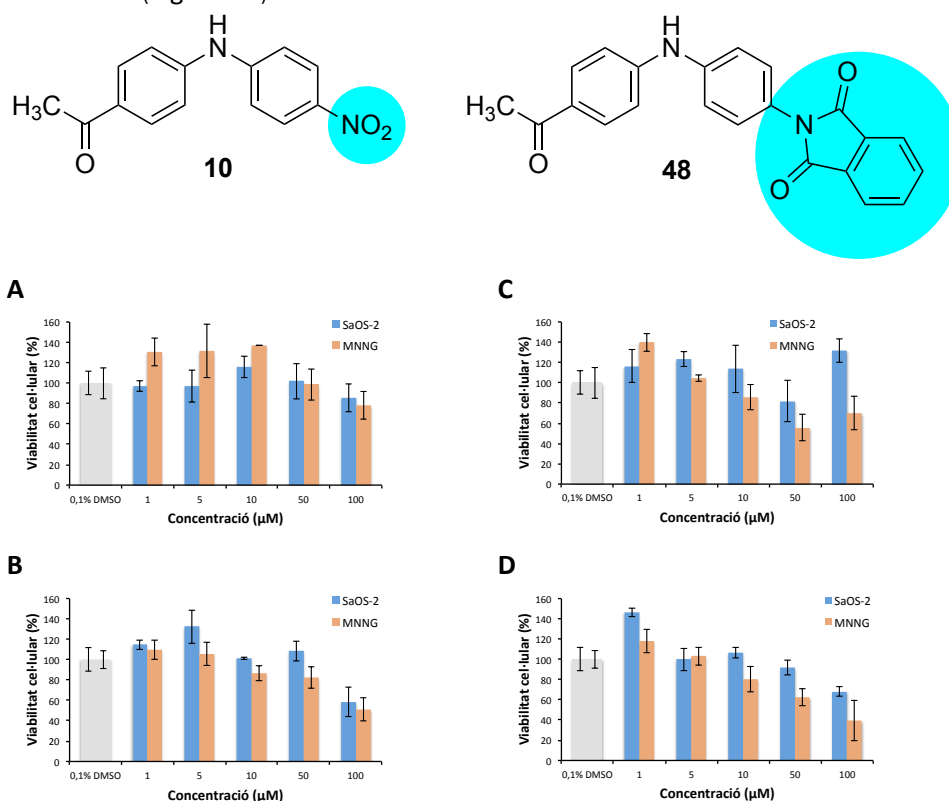 H
N
H3C
O
NO2
10
H
N
H3C
O
N
O
O
48
A
Viabilitat cel·lular (%)
160
140
120
100
80
60
40
20
0
SaOS-2
MNNG
0,1% DMSO 1 5 10 50 100
Concentració (µM)
C
Viabilitat cel·lular (%)
160
140
120
100
80
60
40
20
0
SaOS-2
MNNG
0,1% DMSO 1 5 10 50 100
Concentració (µM)
B
Viabilitat cel·lular (%)
160
140
120
100
80
60
40
20
0
SaOS-2
MNNG
0,1% DMSO 1 5 10 50 100
Concentració (µM)
D
Viabilitat cel·lular (%)
160
140
120
100
80
60
40
20
0
SaOS-2
MNNG
0,1% DMSO 1 5 10 50 100
Concentració (µM)